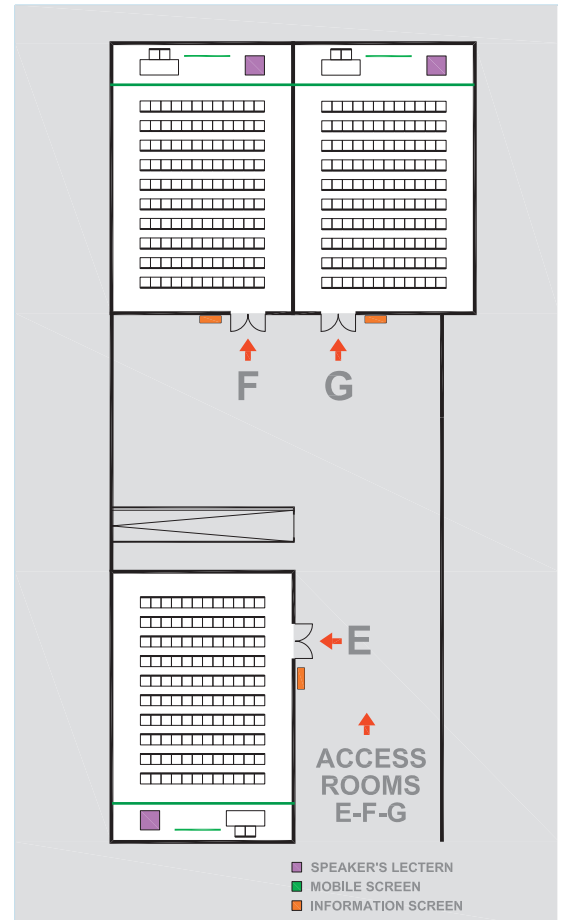 F
G
E
ACCESS
ROOMS
E-F-G
SPEAKER'S LECTERN
MOBILE SCREEN
INFORMATION SCREEN